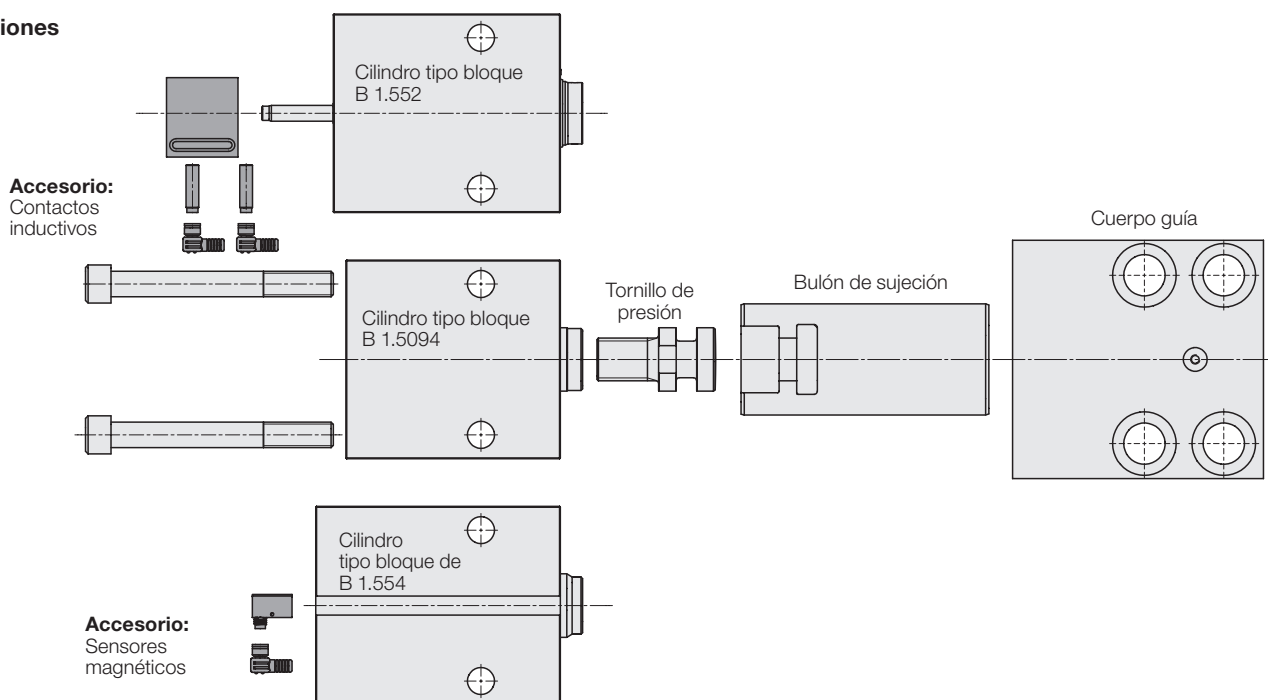 iones
Cilindro tipo bloque
B 1.552
Accesorio:
Contactos
inductivos
Cilindro tipo bloque
B 1.5094
Tornillo de
presión
Bulón de sujeción
Cuerpo guía
Cilindro
tipo bloque de
B 1.554
Accesorio:
Sensores
magnéticos